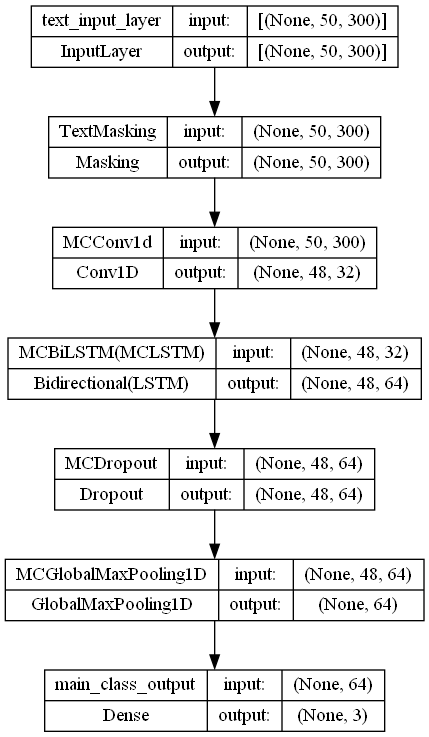 text_input_layer input: [(None, 50, 300)]
InputLayer output: [(None, 50, 300)]
TextMasking input: (None, 50, 300)
Masking output: (None, 50, 300)
MCConv1d input: (None, 50, 300)
Conv1D output: (None, 48, 32)
MCBiLSTM(MCLSTM) input: (None, 48, 32)
Bidirectional(LSTM) output: (None, 48, 64)
MCDropout input: (None, 48, 64)
Dropout output: (None, 48, 64)
MCGlobalMaxPooling1D input: (None, 48, 64)
GlobalMaxPooling1D output: (None, 64)
main_class_output input: (None, 64)
Dense output: (None, 3)